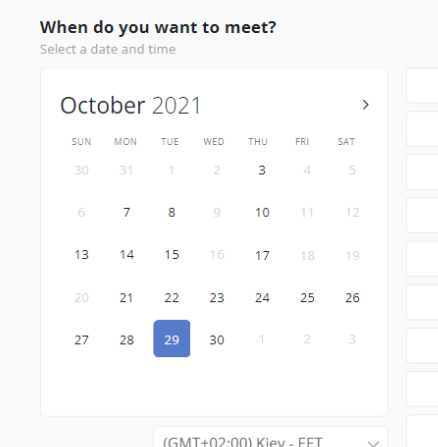 When do you want to meet?
Select a date and time
October 2021
SUN MON TUE WED THU FRI SAT
30 31 1 2 3 4 5
6 7 8 9 10 11 12
13 14 15 16 17 18 19
20 21 22 23 24 25 26
27 28 29 30 1 2 3
(GMT+02:00) Kiev - EET